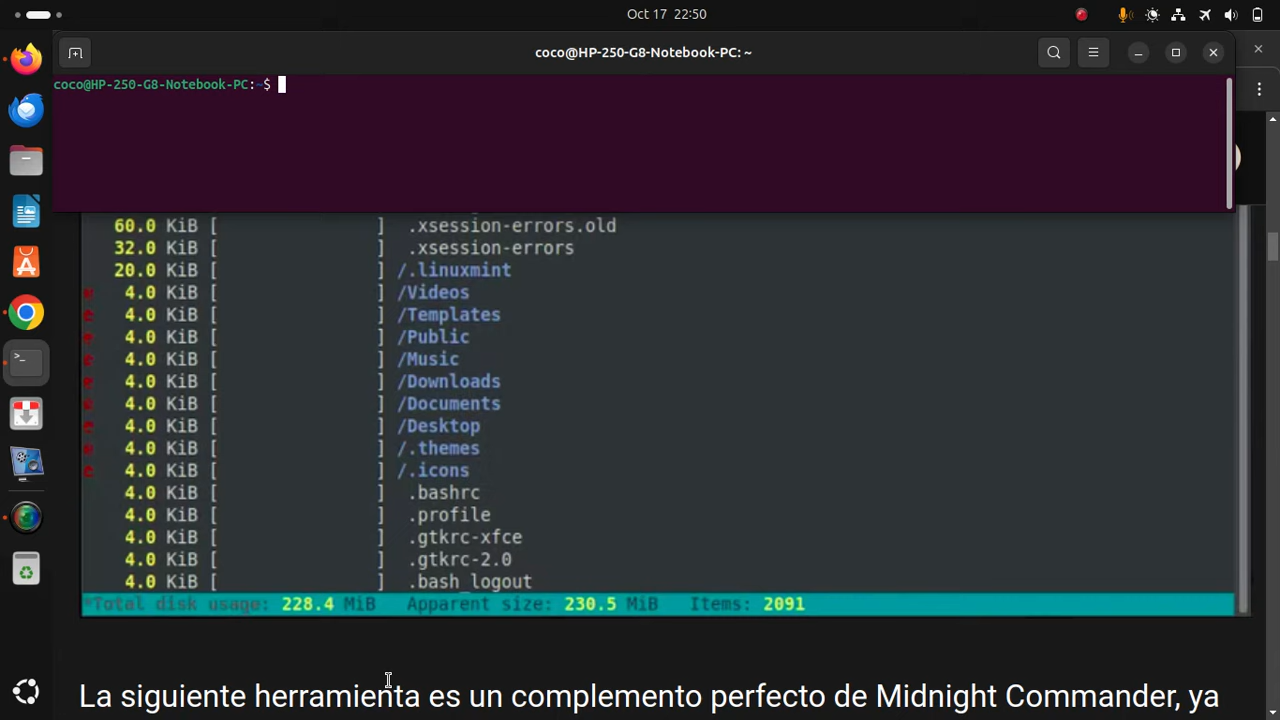 Oct 17 22:50
coco@HP-250-G8-Notebook-PC: ~
coco@HP-250-G8-Notebook-PC:~$
60.0 KiB [ ] .xsession-errors.old
32.0 KiB [ ] .xsession-errors
20.0 KiB [ ] /.linuxmint
e 4.0 KiB [ ] /Videos
e 4.0 KiB [ ] /Templates
e 4.0 KiB [ ] /Public
e 4.0 KiB [ ] /Music
e 4.0 KiB [ ] /Downloads
e 4.0 KiB [ ] /Documents
e 4.0 KiB [ ] /Desktop
e 4.0 KiB [ ] /.themes
e 4.0 KiB [ ] /.icons
4.0 KiB [ ] .bashrc
4.0 KiB [ ] .profile
4.0 KiB [ ] .gtkrc-xfce
4.0 KiB [ ] .gtkrc-2.0
4.0 KiB [ ] .bash_logout
*Total disk usage: 228.4 MiB Apparent size: 230.5 MiB Items: 2091
La siguiente herramienta es un complemento perfecto de Midnight Commander, ya